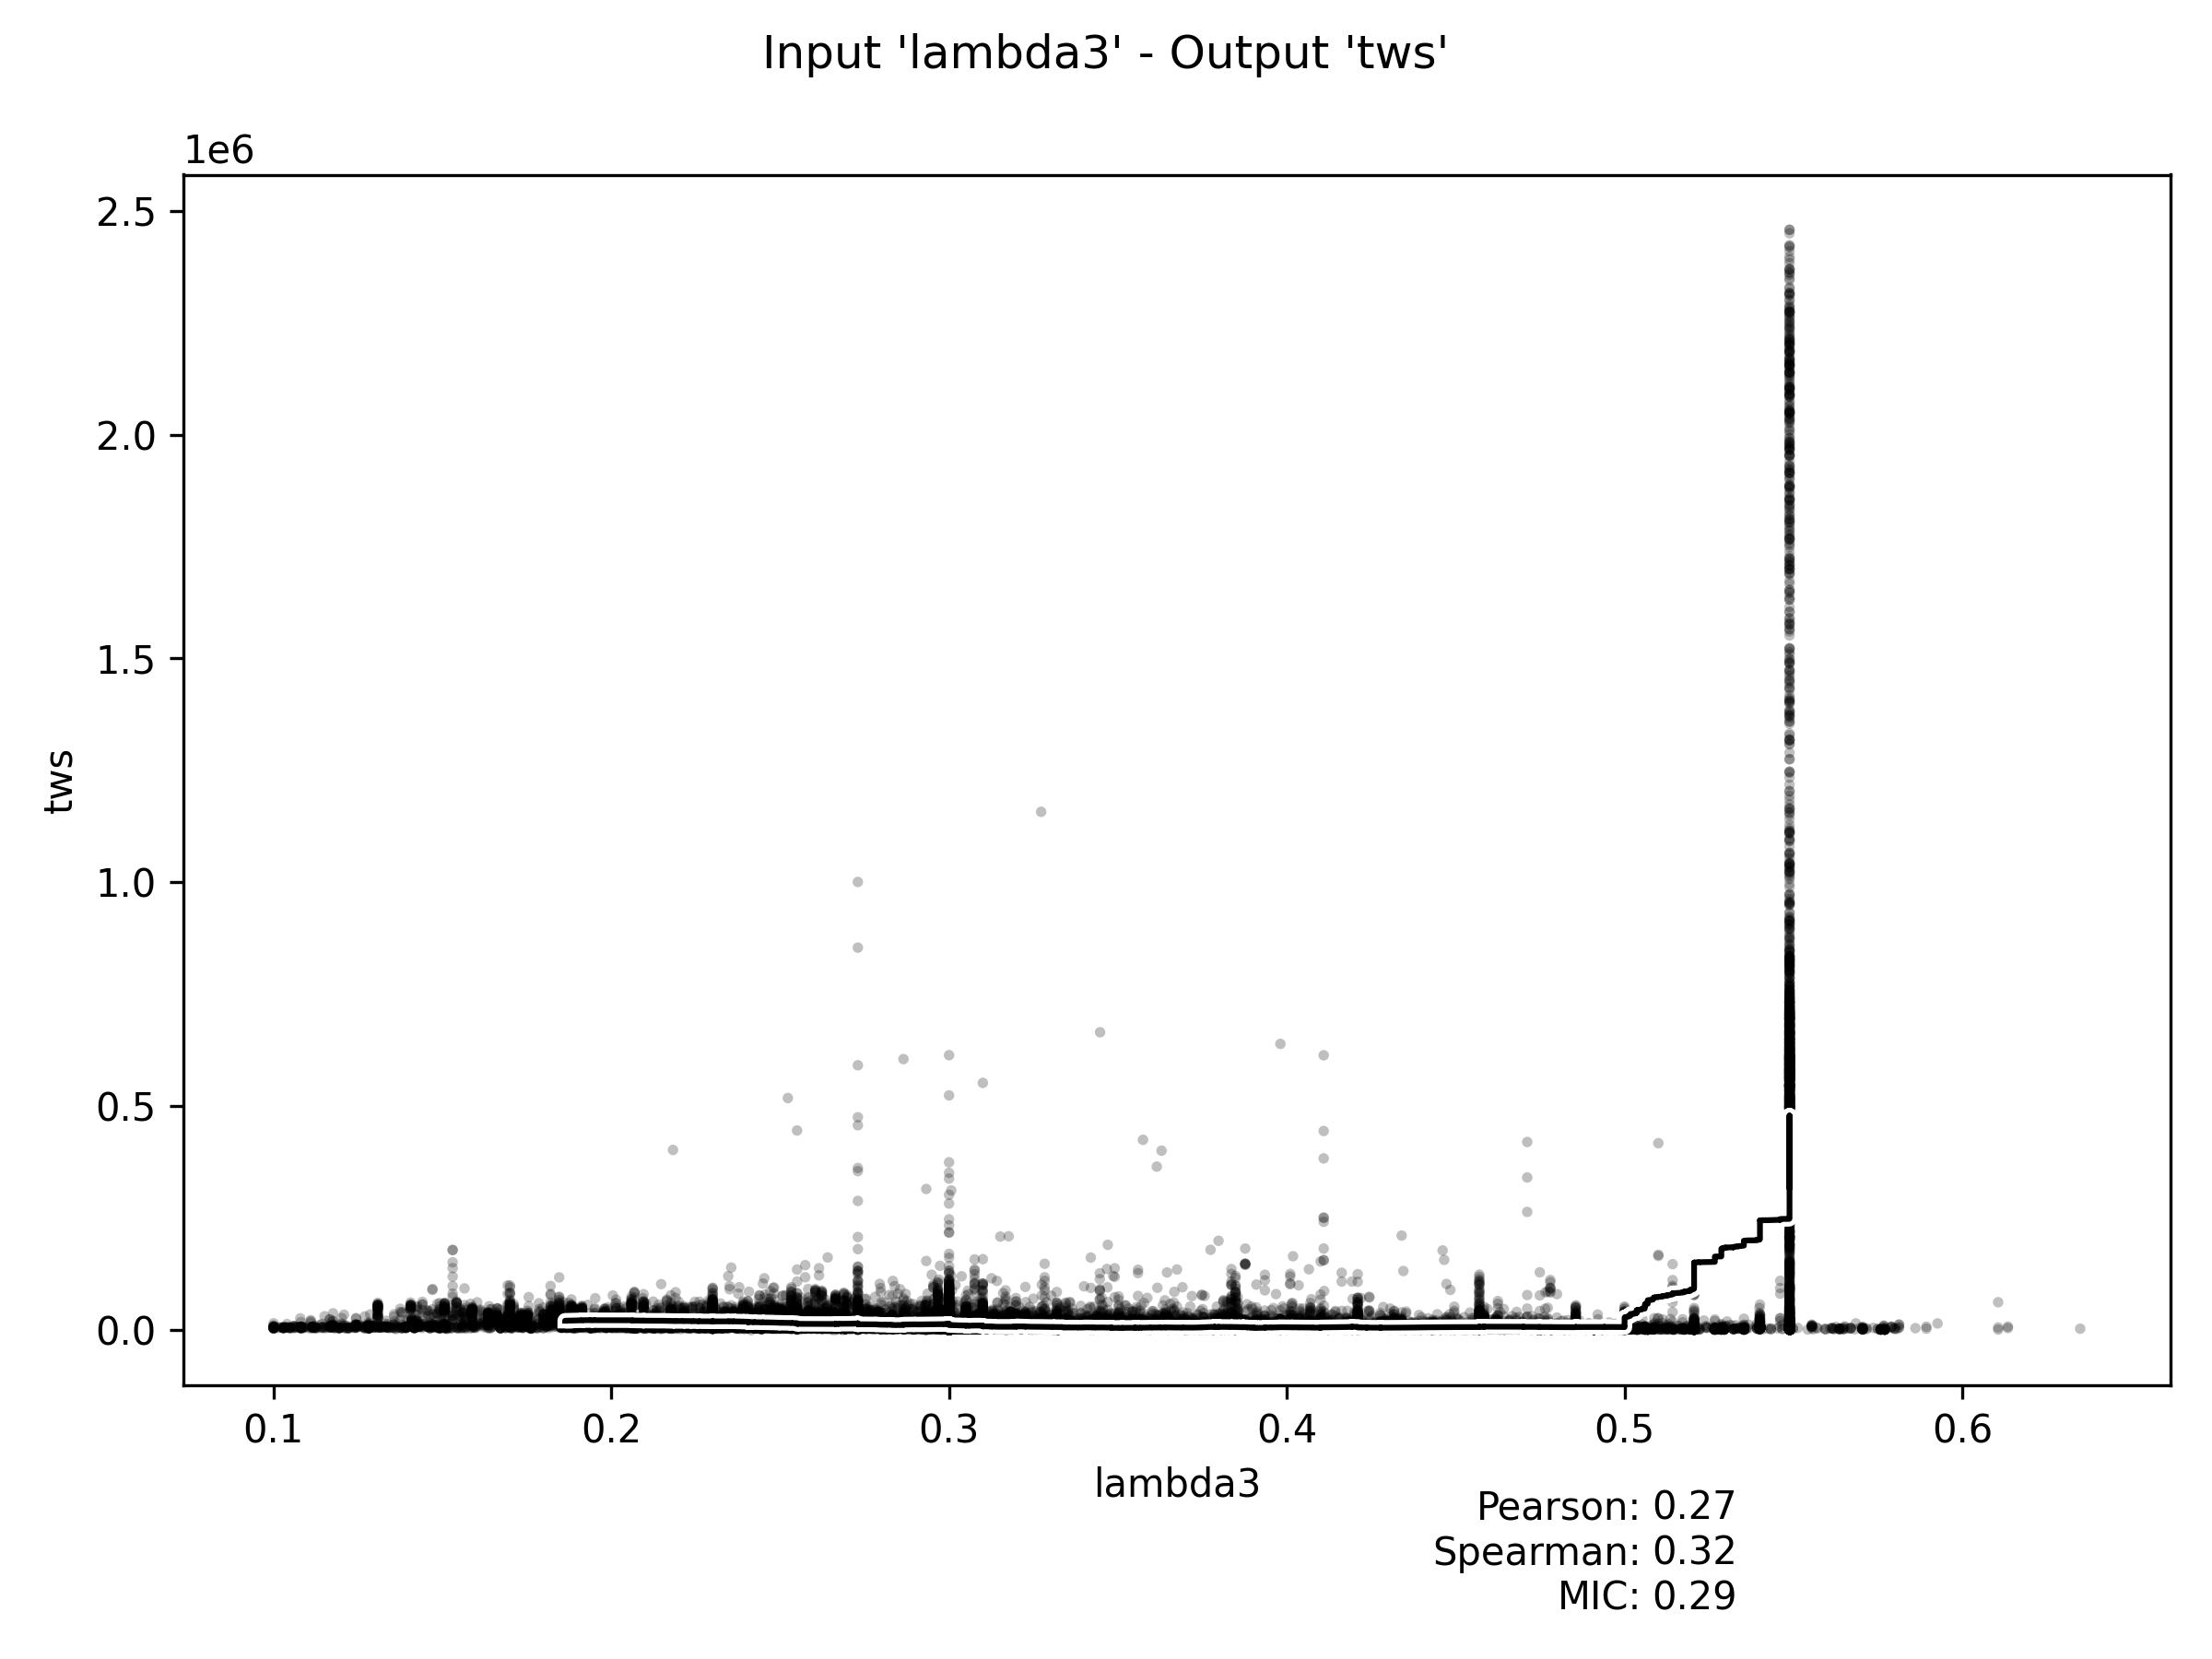 Input 'lambda3' - Output 'tws'
1e6
2.5
2.0
1.5
1.0
0.5
0.0
tws
0.1 0.2 0.3 0.4 0.5 0.6
lambda3
Pearson: 0.27
Spearman: 0.32
MIC: 0.29